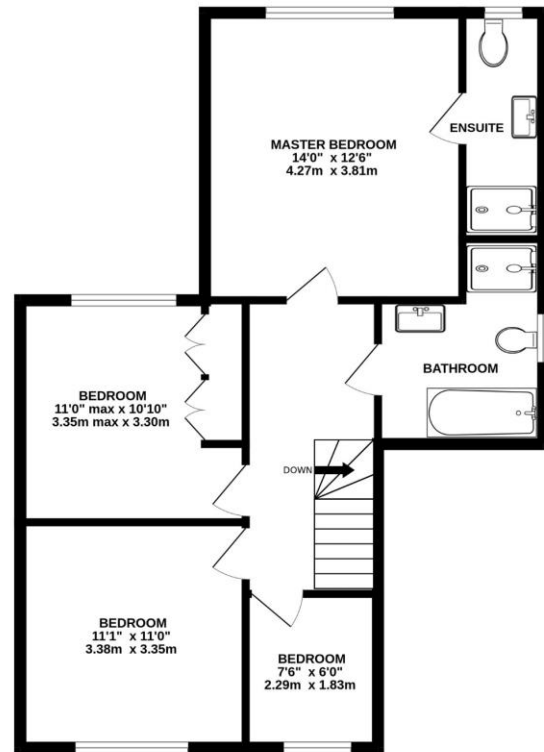 MASTER BEDROOM
14'0" x 12'6"
4.27m x 3.81m
ENSUITE
BEDROOM
11'0" max x 10'10"
3.35m max x 3.30m
BATHROOM
DOWN
BEDROOM
11'1" x 11'0"
3.38m x 3.35m
BEDROOM
7'6" x 6'0"
2.29m x 1.83m